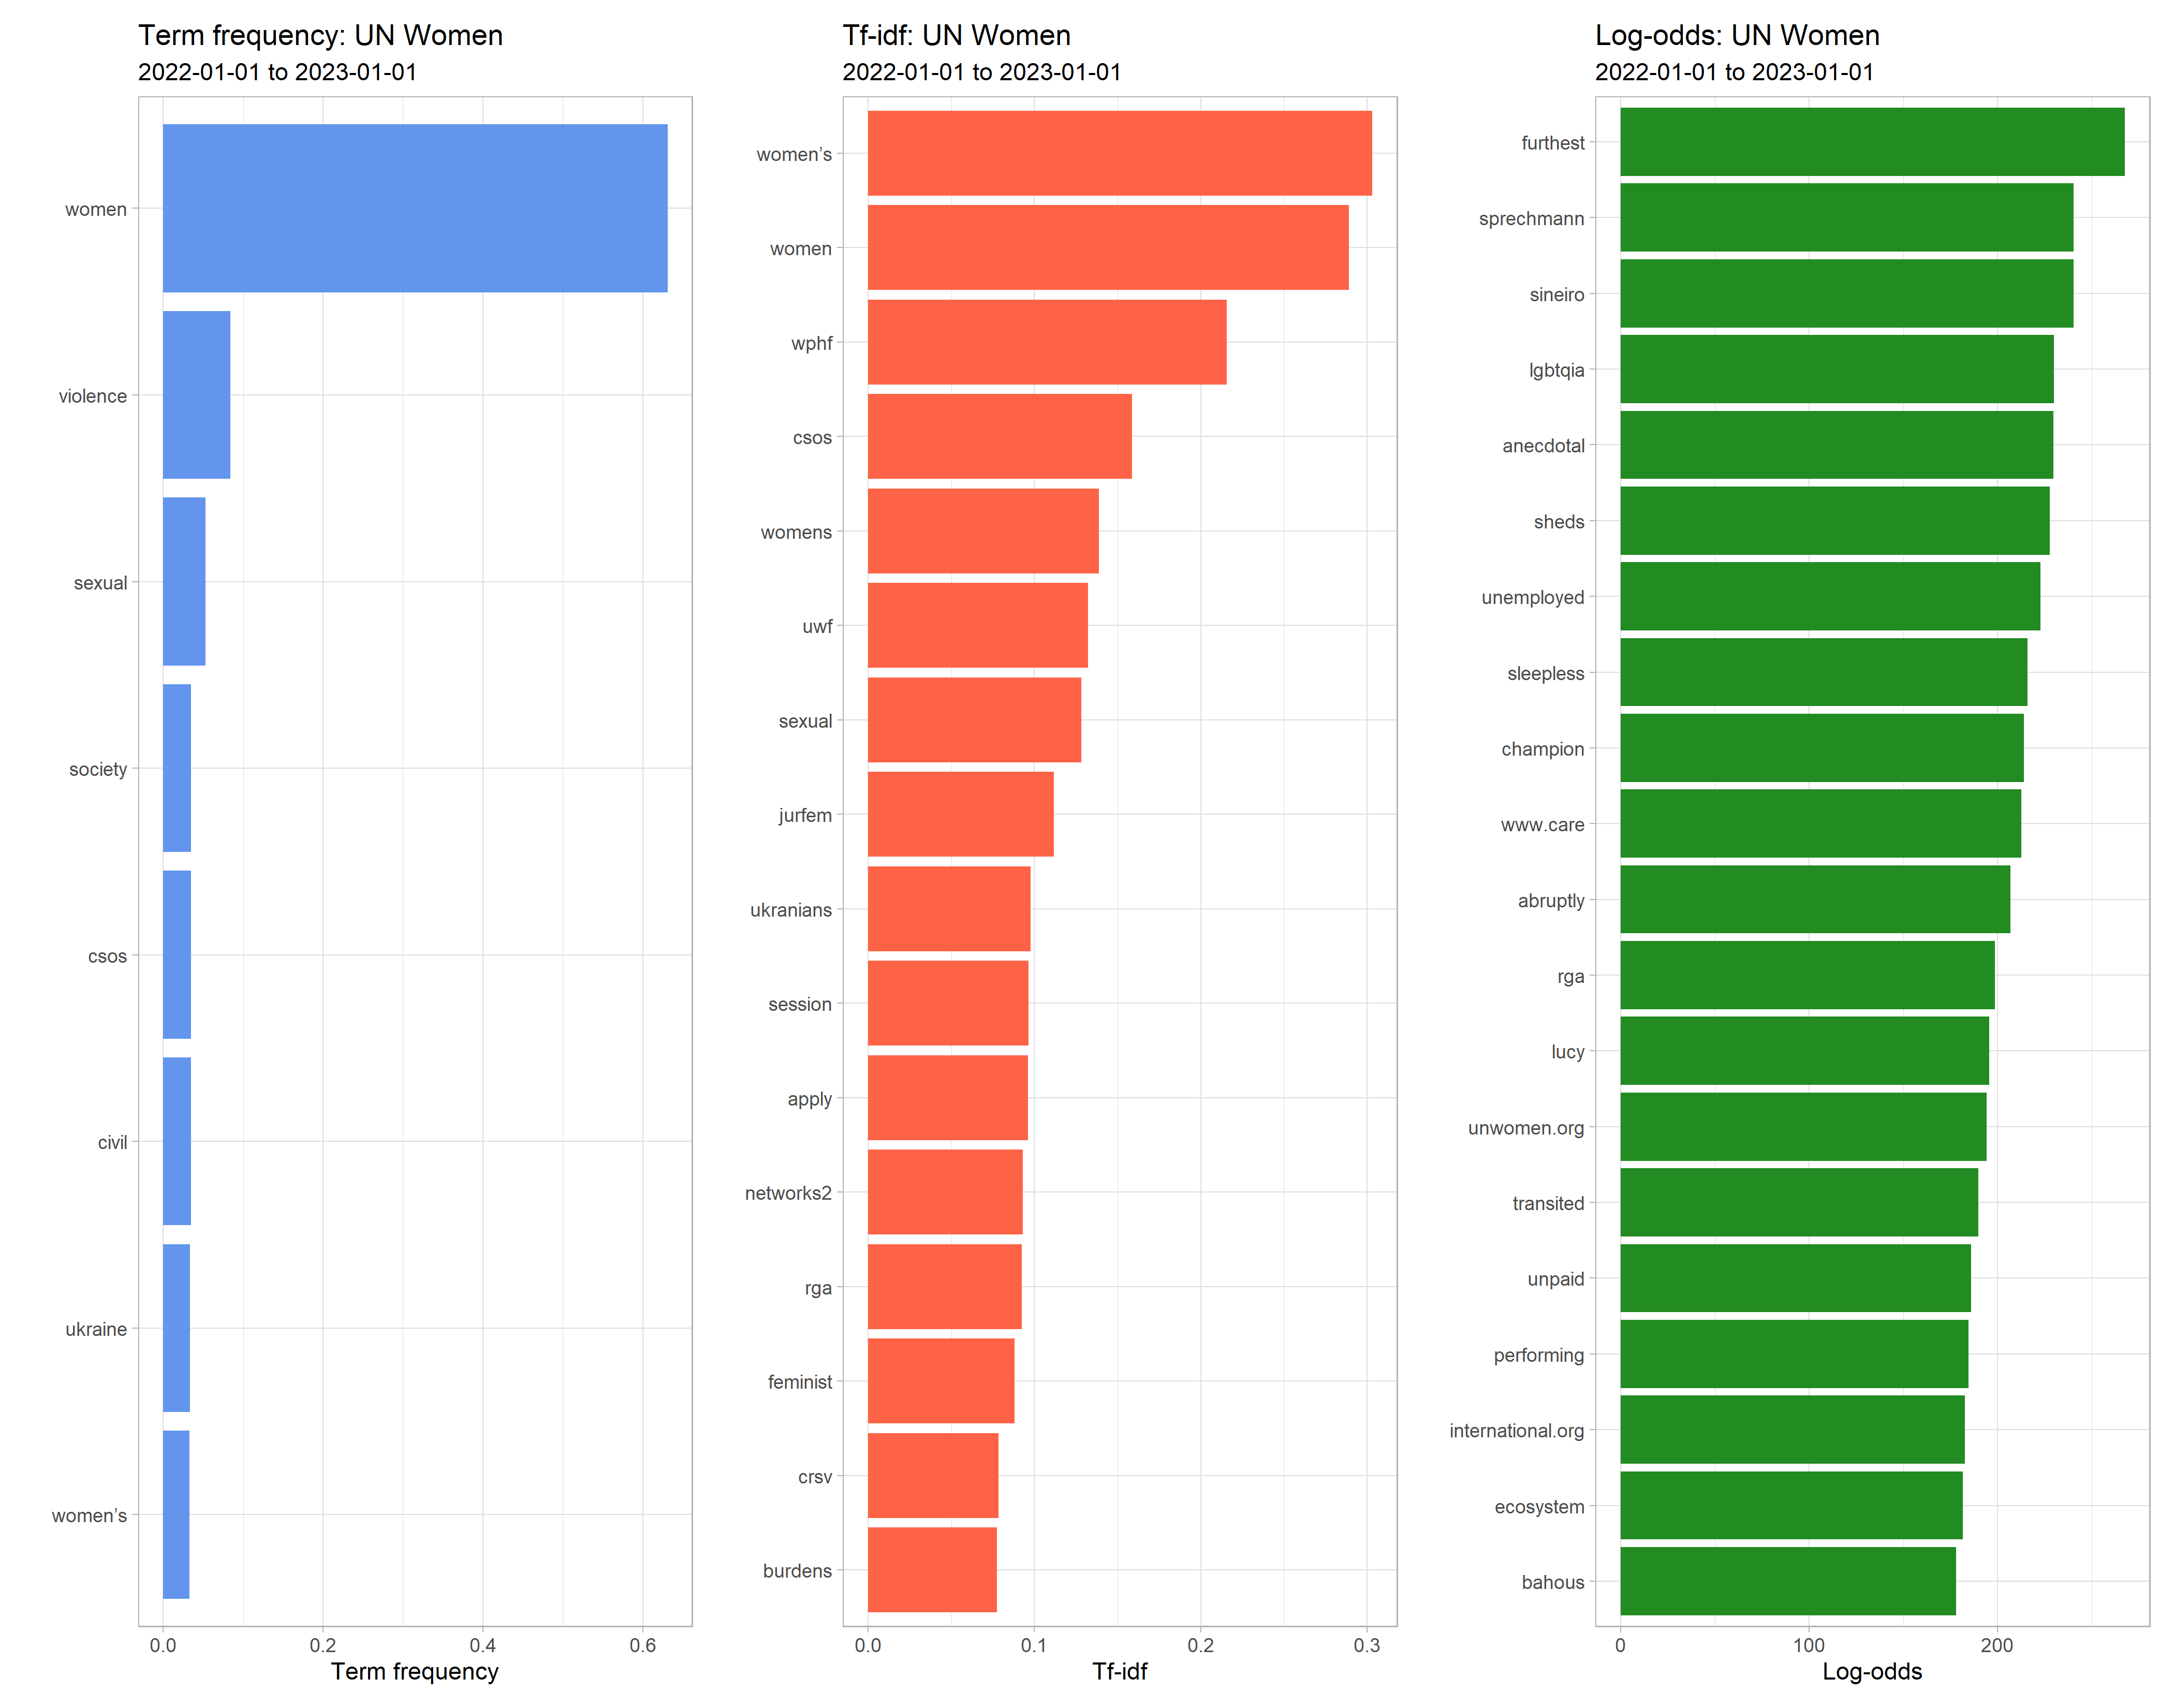 Term frequency: UN Women
2022-01-01 to 2023-01-01
women
violence
sexual
society
csos
civil
ukraine
women’s
0.0 0.2 0.4 0.6
Term frequency
Tf-idf: UN Women
2022-01-01 to 2023-01-01
women’s
women
wphf
csos
womens
uwf
sexual
jurfem
ukranians
session
apply
networks2
rga
feminist
crsv
burdens
0.0 0.1 0.2 0.3
Tf-idf
Log-odds: UN Women
2022-01-01 to 2023-01-01
furthest
sprechmann
sineiro
lgbtqia
anecdotal
sheds
unemployed
sleepless
champion
www.care
abruptly
rga
lucy
unwomen.org
transited
unpaid
performing
international.org
ecosystem
bahous
0 100 200
Log-odds